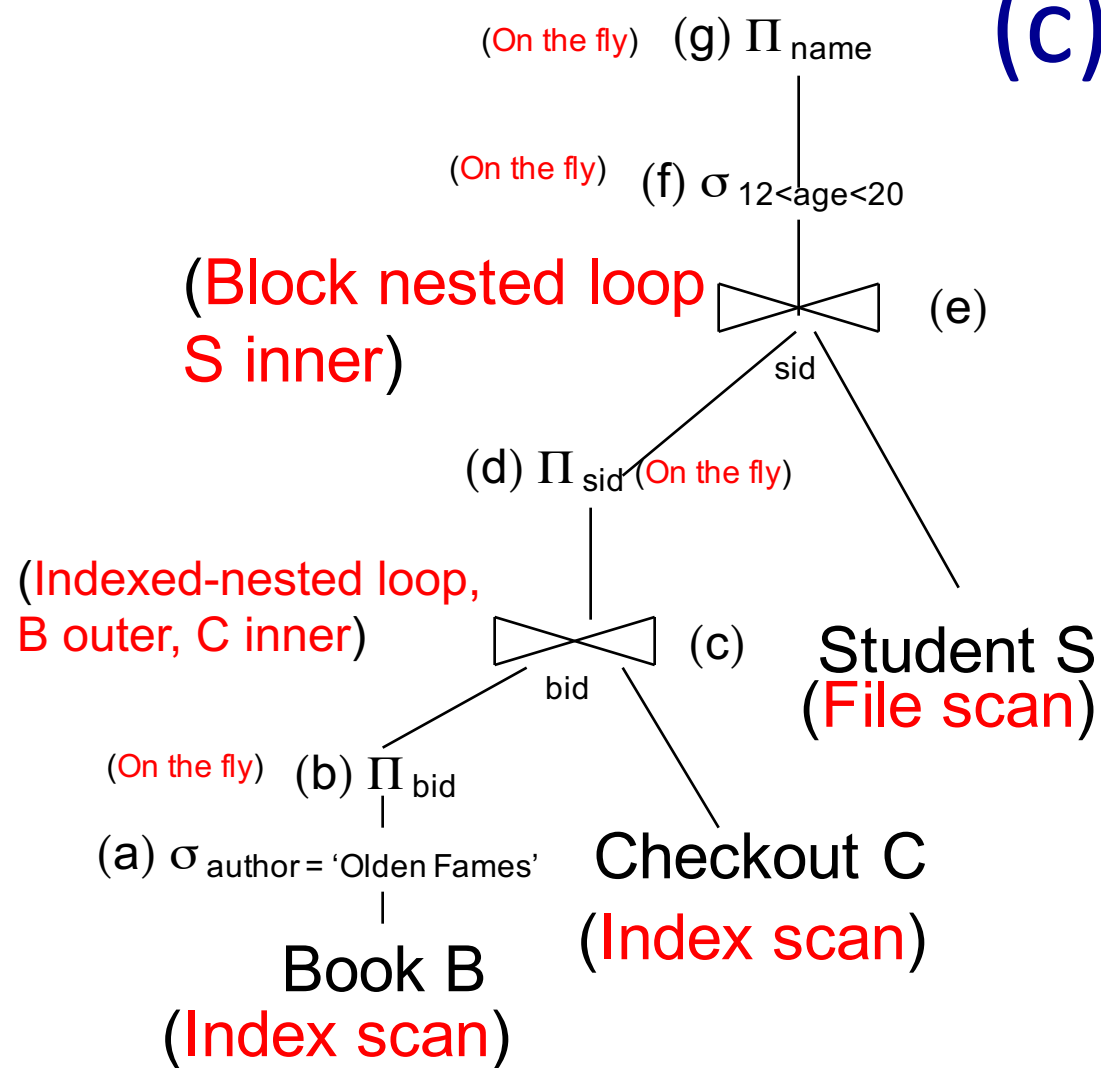 (c)
(On the fly) (g) Π name
(On the fly) (f) σ 12<age<20
(Block nested loop
S inner)
(e)
sid
(d) Π sid (On the fly)
(Indexed-nested loop,
B outer, C inner)
(c)
bid
Student S
(File scan)
(On the fly) (b) Π bid
(a) σ author = ‘Olden Fames’
Checkout C
(Index scan)
Book B
(Index scan)